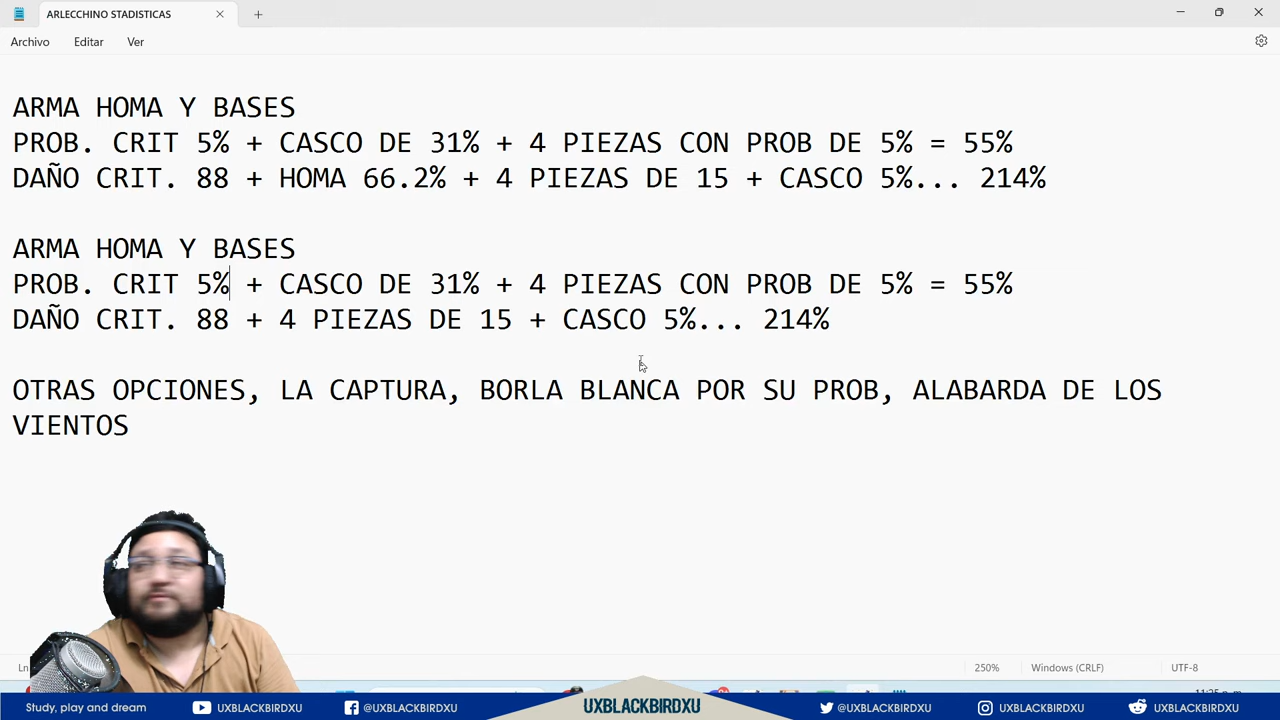 ARLECCHINO STADISTICAS
Archivo Editar Ver
ARMA HOMA Y BASES
PROB. CRIT 5% + CASCO DE 31% + 4 PIEZAS CON PROB DE 5% = 55%
DAÑO CRIT. 88 + HOMA 66.2% + 4 PIEZAS DE 15 + CASCO 5%... 214%
ARMA HOMA Y BASES
PROB. CRIT 5% + CASCO DE 31% + 4 PIEZAS CON PROB DE 5% = 55%
DAÑO CRIT. 88 + 4 PIEZAS DE 15 + CASCO 5%... 214%
OTRAS OPCIONES, LA CAPTURA, BORLA BLANCA POR SU PROB, ALABARDA DE LOS
VIENTOS
Ln 250% Windows (CRLF) UTF-8
Study, play and dream UXBLACKBIRDXU @UXBLACKBIRDXU UXBLACKBIRDXU @UXBLACKBIRDXU UXBLACKBIRDXU UXBLACKBIRDXU